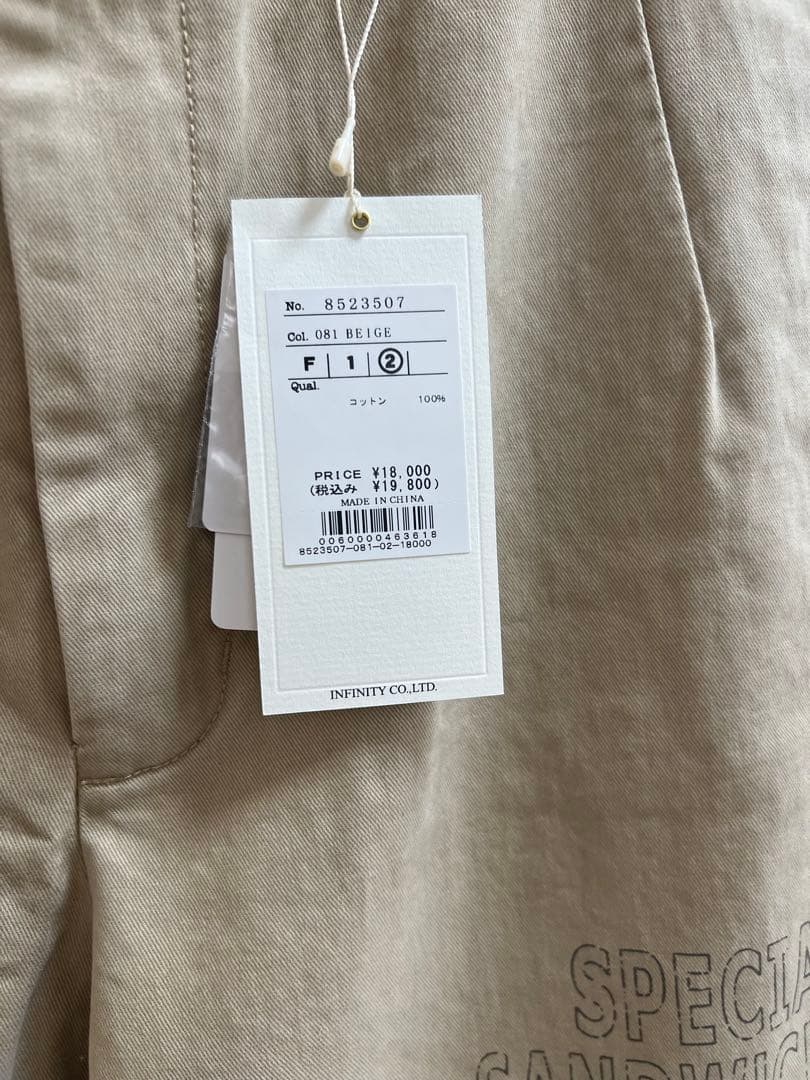 No. 8523507
Col. 081 BEIGE
F 1 ②
Qual.
コットン 100%
PRICE ¥18,000
(税込み ¥19,800)
MADE IN CHINA
0060000463618
8523507-081-02-18000
INFINITY CO.,LTD.
SPECIA
SANDWIC